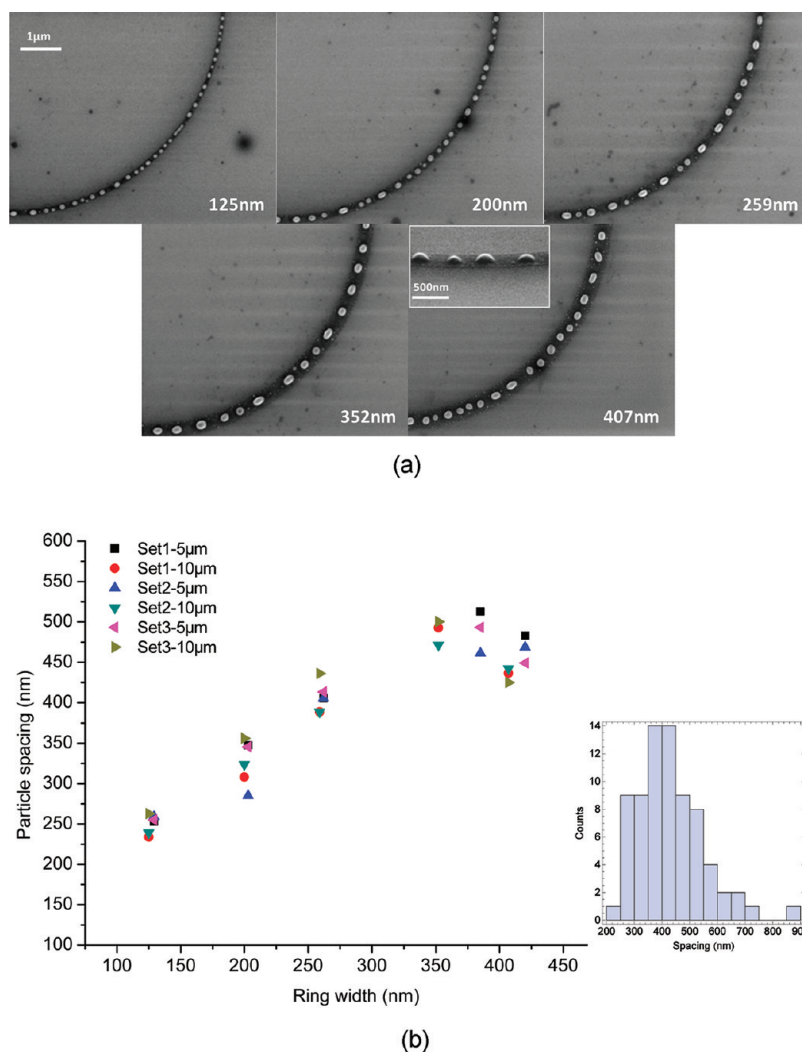 1µm
125nm
200nm
259nm
352nm
500nm
407nm
(a)
600
550
500
450
400
350
300
250
200
150
100
Particle spacing (nm)
Set1-5µm
Set1-10µm
Set2-5µm
Set2-10µm
Set3-5µm
Set3-10µm
100 150 200 250 300 350 400 450
Ring width (nm)
14
12
10
8
6
4
2
0
Counts
200 300 400 500 600 700 800 900
Spacing (nm)
(b)